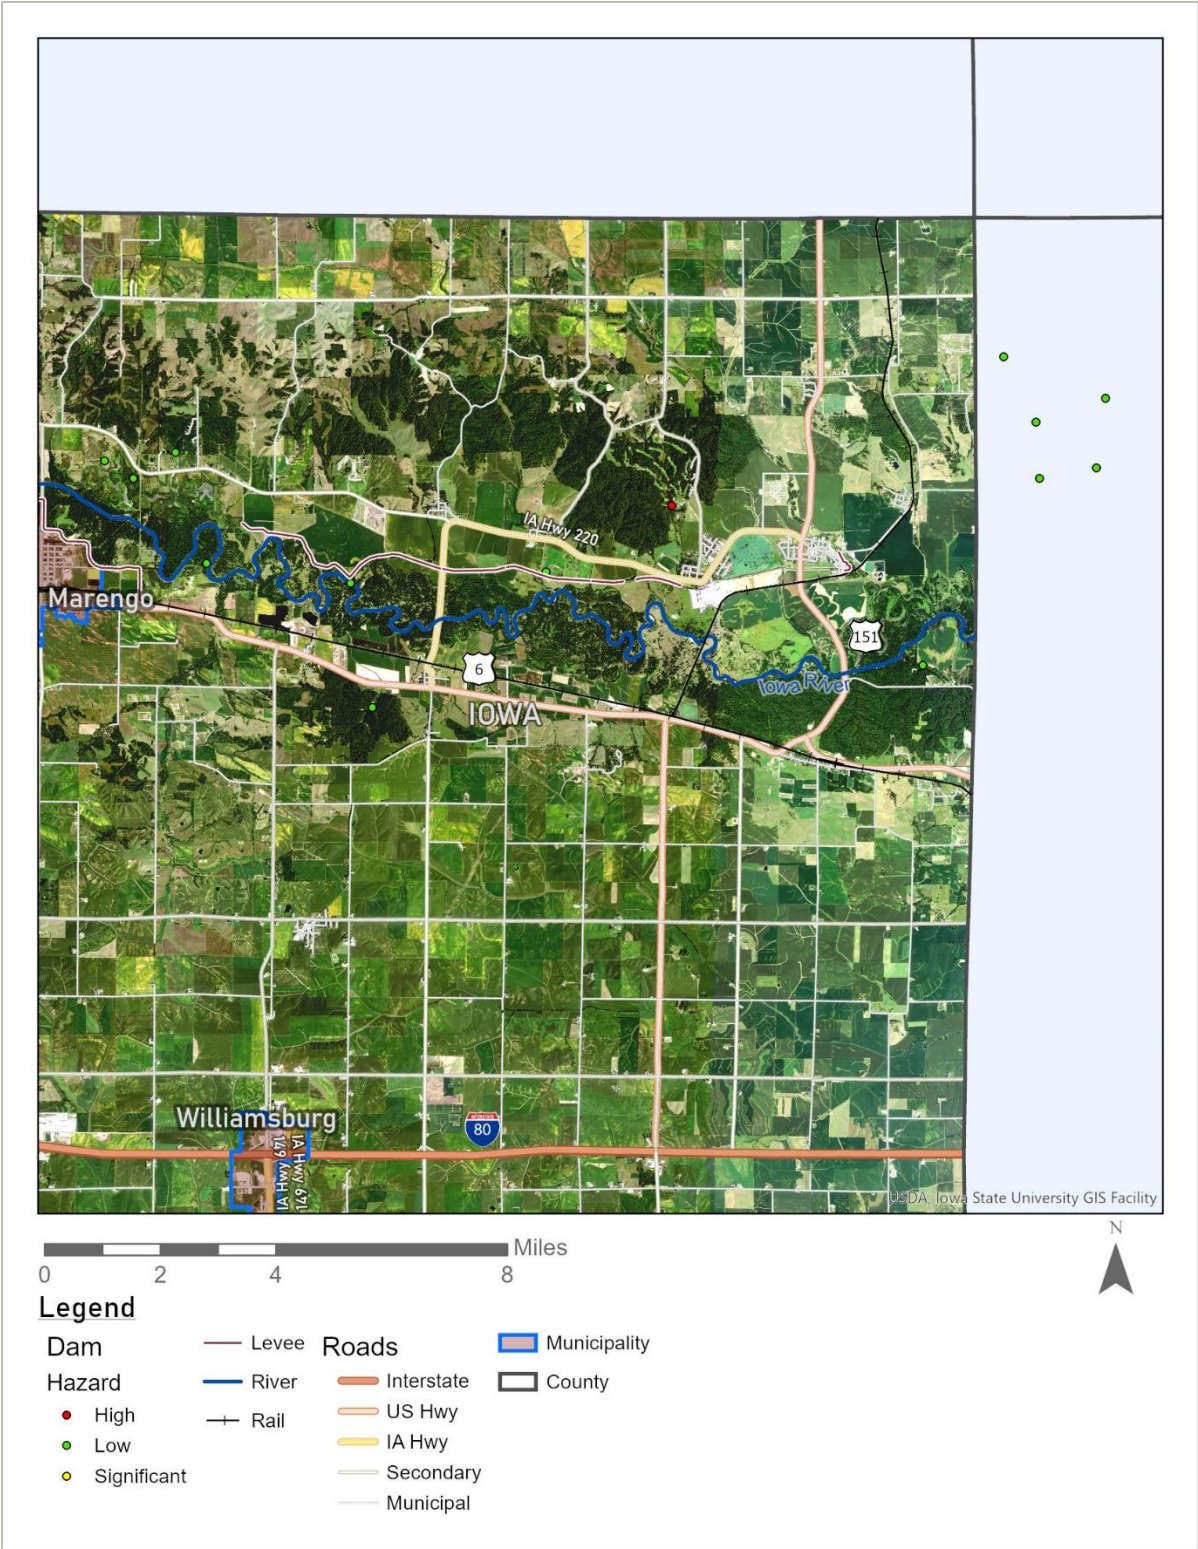 IA Hwy 220
Marengo
151
6
Iowa River
IOWA
Williamsburg
INTERSTATE
80
IA Hwy 149
IA Hwy 149
USDA, Iowa State University GIS Facility
N
Miles
0 2 4 8
Legend
Dam
Hazard
High
Low
Significant
Levee
River
Rail
Roads
Interstate
US Hwy
IA Hwy
Secondary
Municipal
Municipality
County